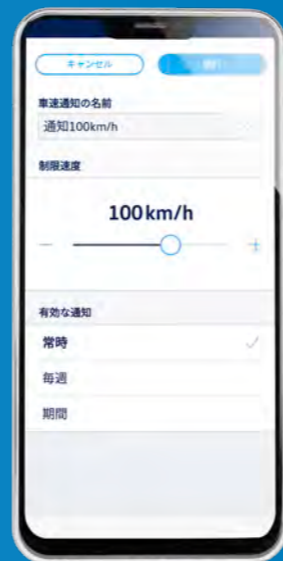 キャンセル
車速通知の名前
通知100km/h
制限速度
100km/h
有効な通知
常時
毎週
期間